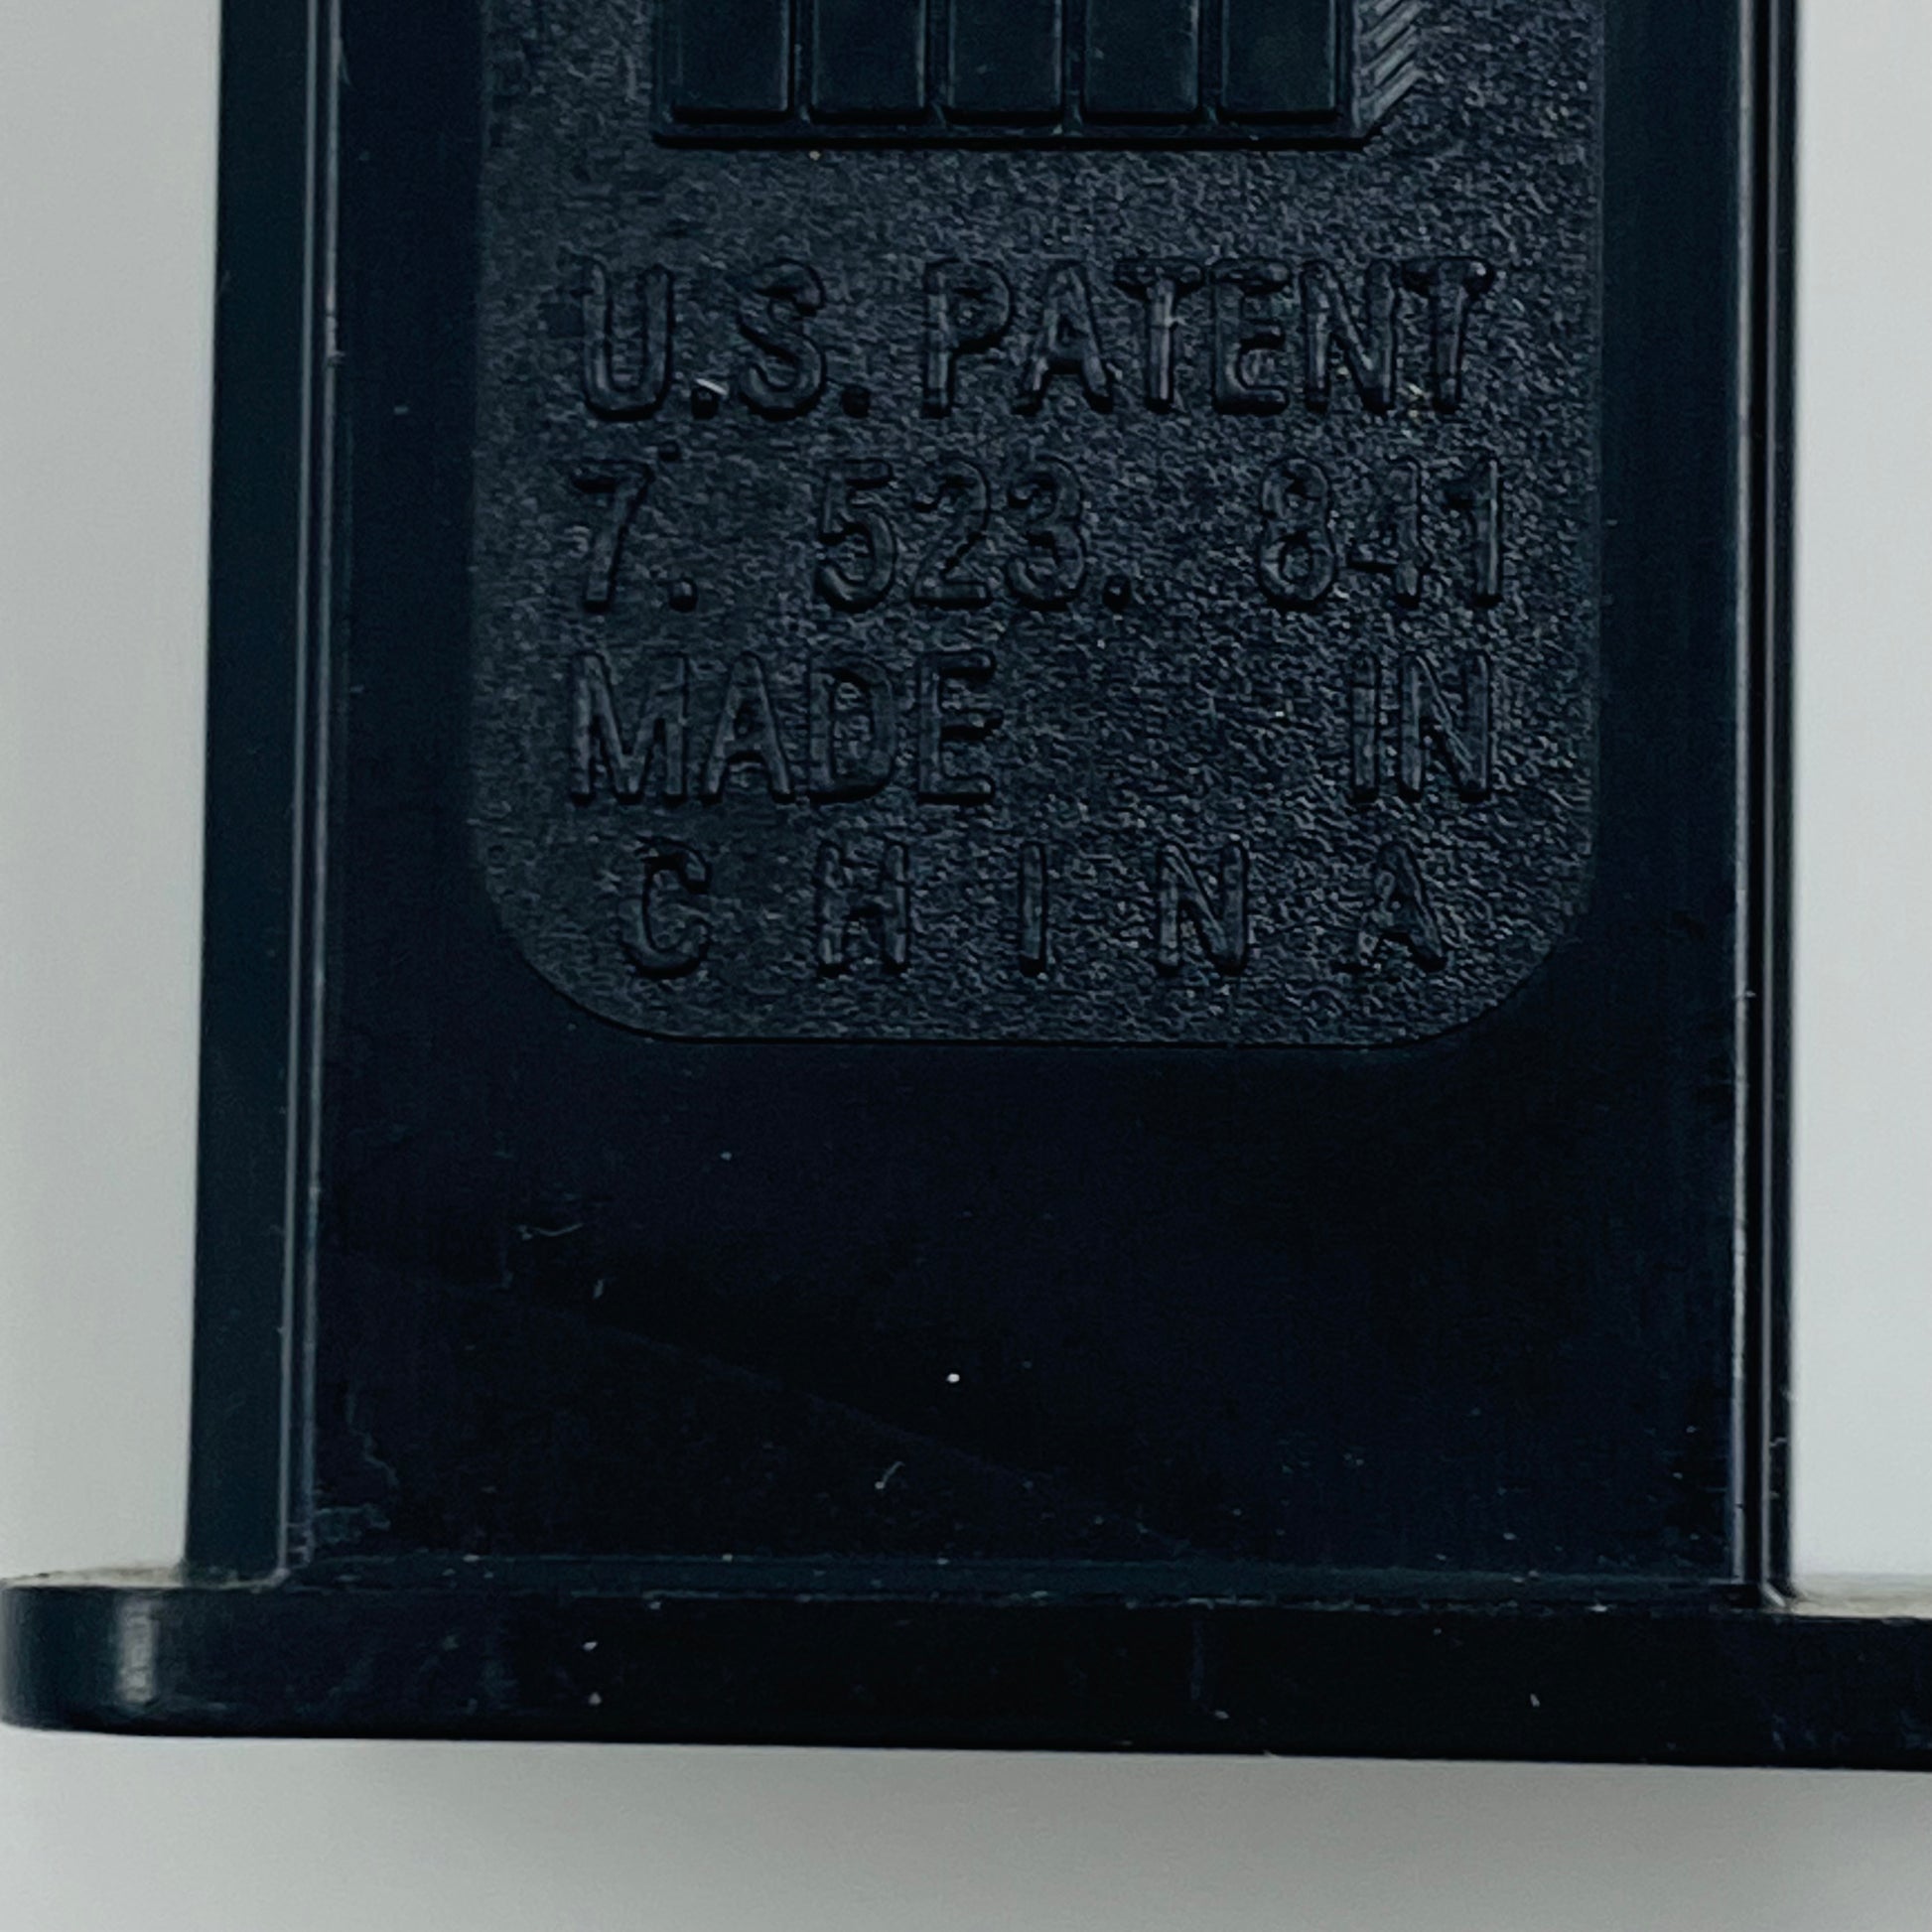 U.S. PATENT
7. 523. 841
MADE IN
CHINA